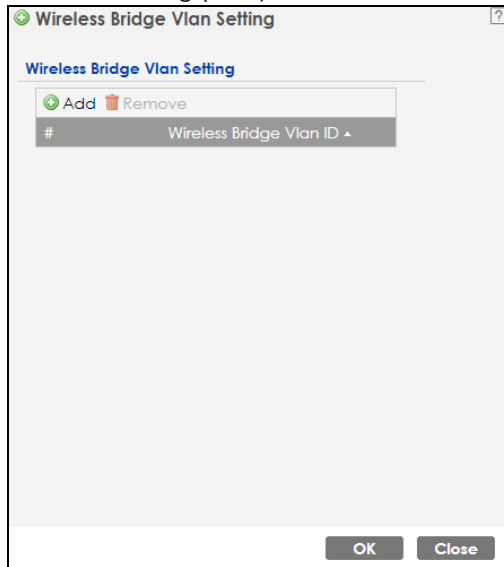 Wireless Bridge Vlan Setting
?
Wireless Bridge Vlan Setting
Add Remove
# Wireless Bridge Vlan ID
OK Close